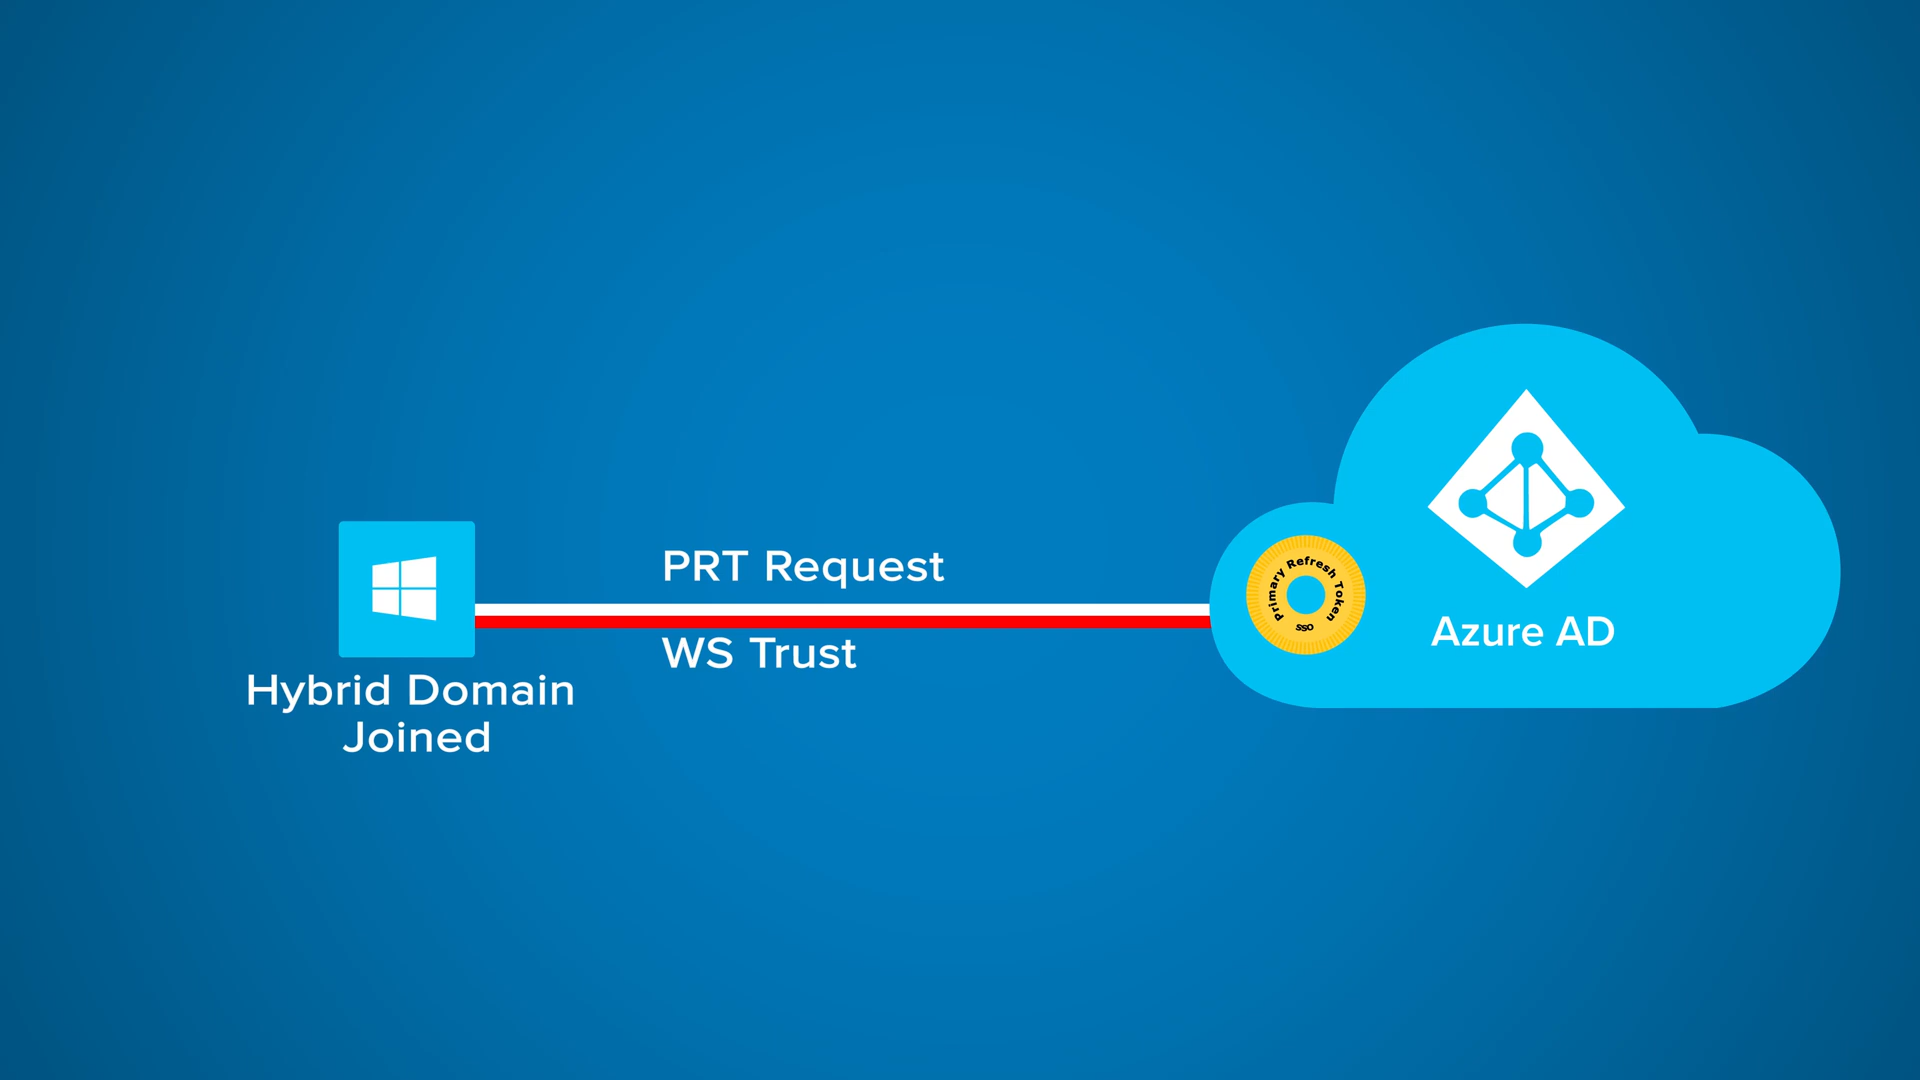 PRT Request
WS Trust
Hybrid Domain
Joined
Primary Refresh Token
SSO
Azure AD